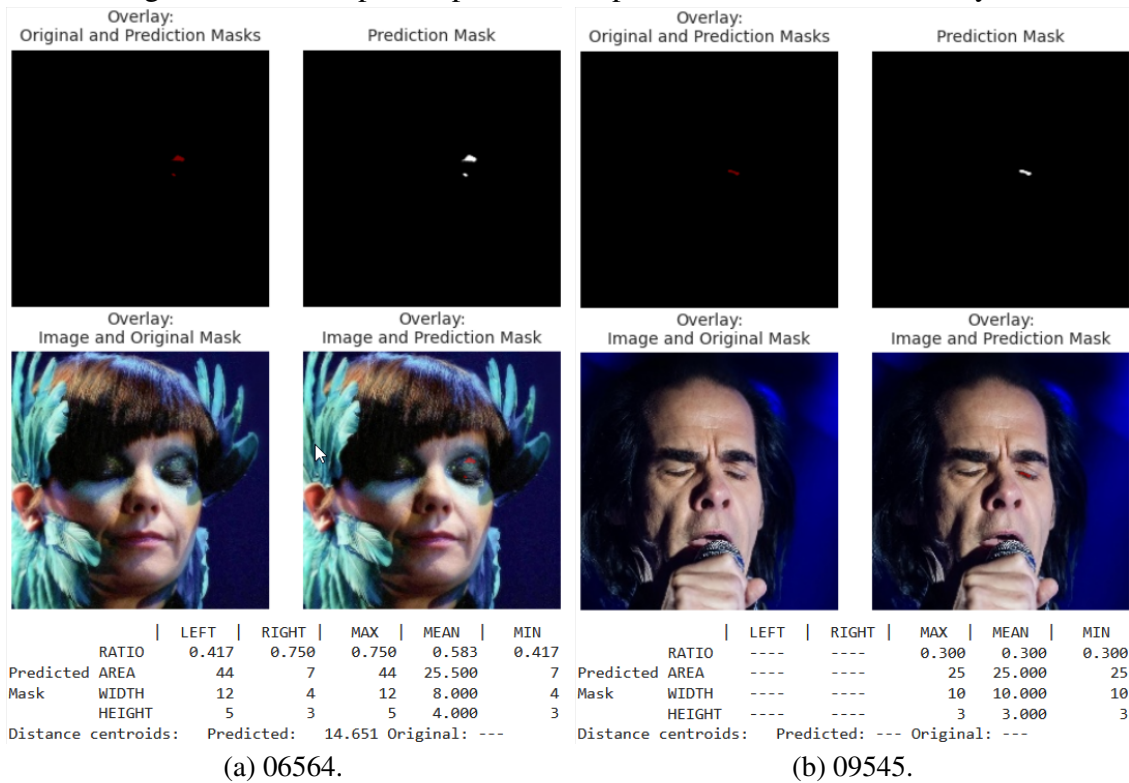 Overlay:
Original and Prediction Masks
Prediction Mask
Overlay:
Image and Original Mask
Overlay:
Image and Prediction Mask
| LEFT | RIGHT | MAX | MEAN | MIN
RATIO 0.417 0.750 0.750 0.583 0.417
Predicted AREA 44 7 44 25.500 7
Mask WIDTH 12 4 12 8.000 4
HEIGHT 5 3 5 4.000 3
Distance centroids: Predicted: 14.651 Original: ---
(a) 06564.
Overlay:
Original and Prediction Masks
Prediction Mask
Overlay:
Image and Original Mask
Overlay:
Image and Prediction Mask
| LEFT | RIGHT | MAX | MEAN | MIN
RATIO ---- ---- 0.300 0.300 0.300
Predicted AREA ---- ---- 25 25.000 25
Mask WIDTH ---- ---- 10 10.000 10
HEIGHT ---- ---- 3 3.000 3
Distance centroids: Predicted: --- Original: ---
(b) 09545.